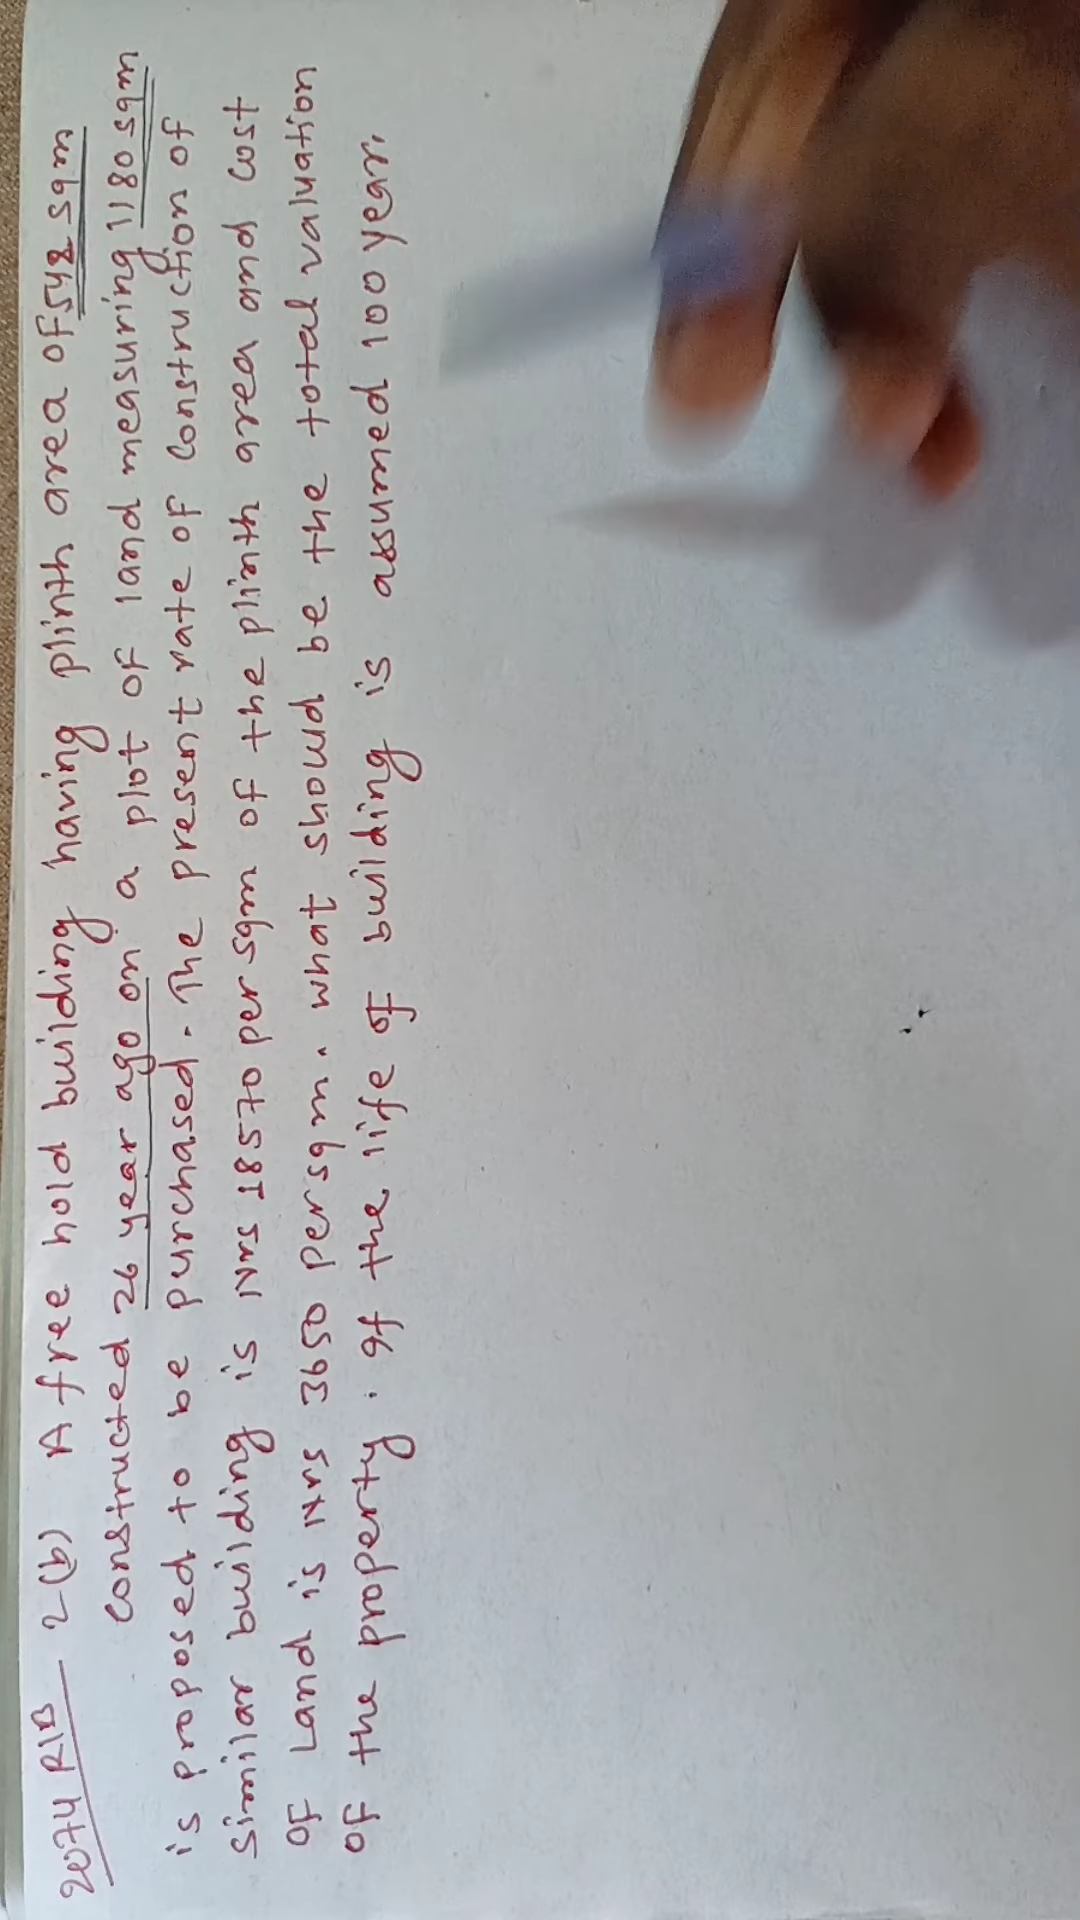 2074 R/B 2(b) A free hold building having plinth area of 542 sqm
constructed 26 year ago on a plot of land measuring 1180 sqm
is proposed to be purchased. The present rate of construction of
similar building is Nrs 18570 per sqm of the plinth area and cost
of Land is Nrs 3650 persqm. what should be the total valuation
of the property. If the life of building is assumed 100 year.